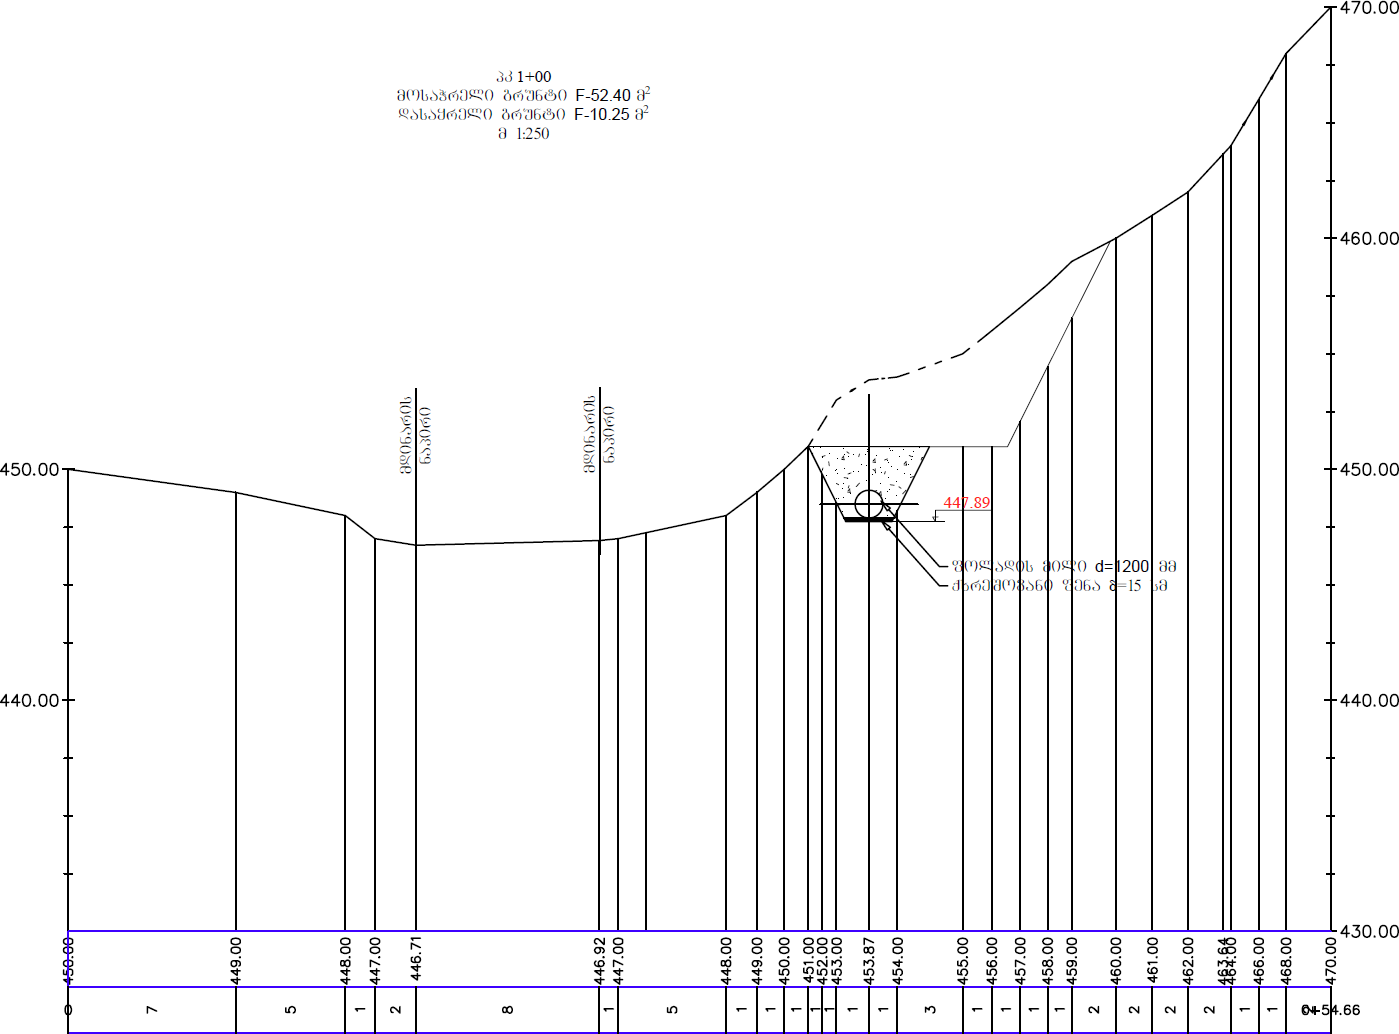 470.00
პკ 1+00
მოსაჭრელი გრუნტი F-52.40 მ²
დასაყრელი გრუნტი F-10.25 მ²
მ 1:250
460.00
მდინარის
ნაპირი
მდინარის
ნაპირი
450.00
450.00
447.89
ფოლადის მილი d=1200 მმ
ქვიშოვანი ფენა δ=15 სმ
440.00
440.00
430.00
450.00 449.00 448.00 447.00 446.71 446.92 447.00 448.00 449.00 450.00 451.00 452.00 453.00 453.87 454.00 455.00 456.00 457.00 458.00 459.00 460.00 461.00 462.00 463.64 464.00 466.00 468.00 470.00
0 7 5 1 2 8 1 5 1 1 1 1 1 1 1 3 1 1 1 1 2 2 2 2 1 1 54.66